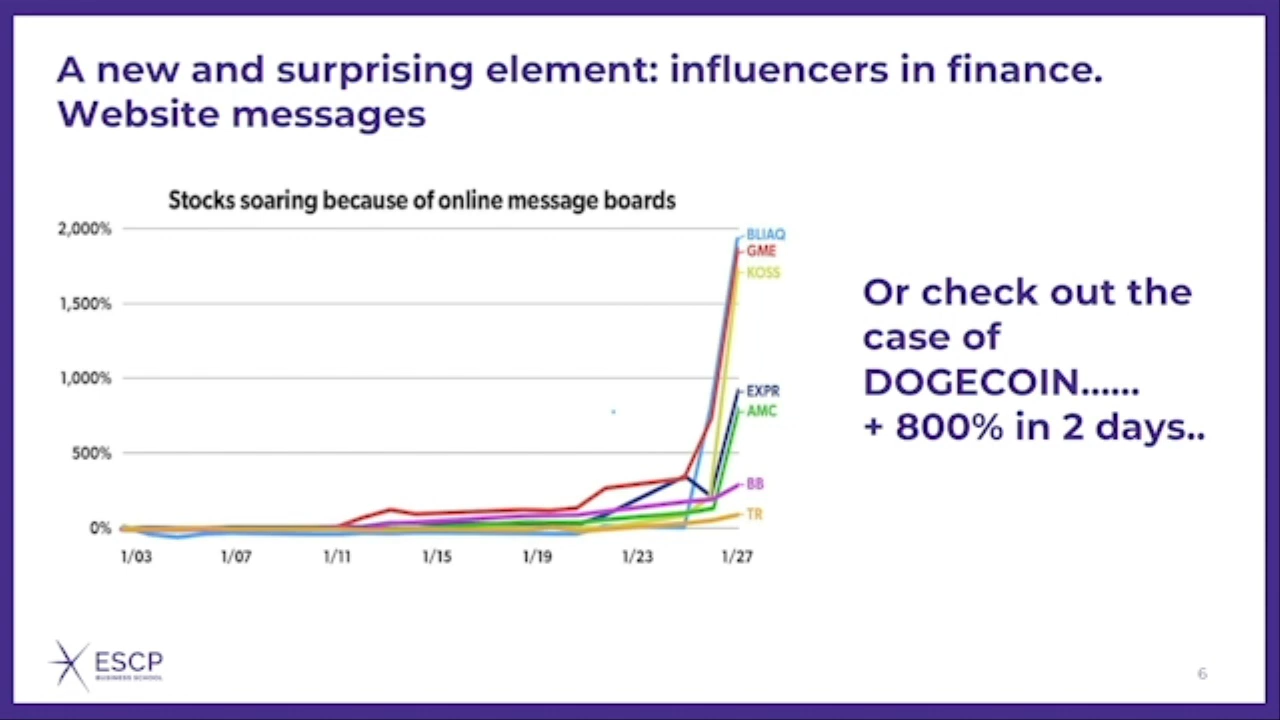 A new and surprising element: influencers in finance.
Website messages
Stocks soaring because of online message boards
2,000%
1,500%
1,000%
500%
0%
1/03 1/07 1/11 1/15 1/19 1/23 1/27
BLIAQ
GME
KOSS
EXPR
AMC
BB
TR
Or check out the
case of
DOGECOIN......
+ 800% in 2 days..
ESCP
BUSINESS SCHOOL
6